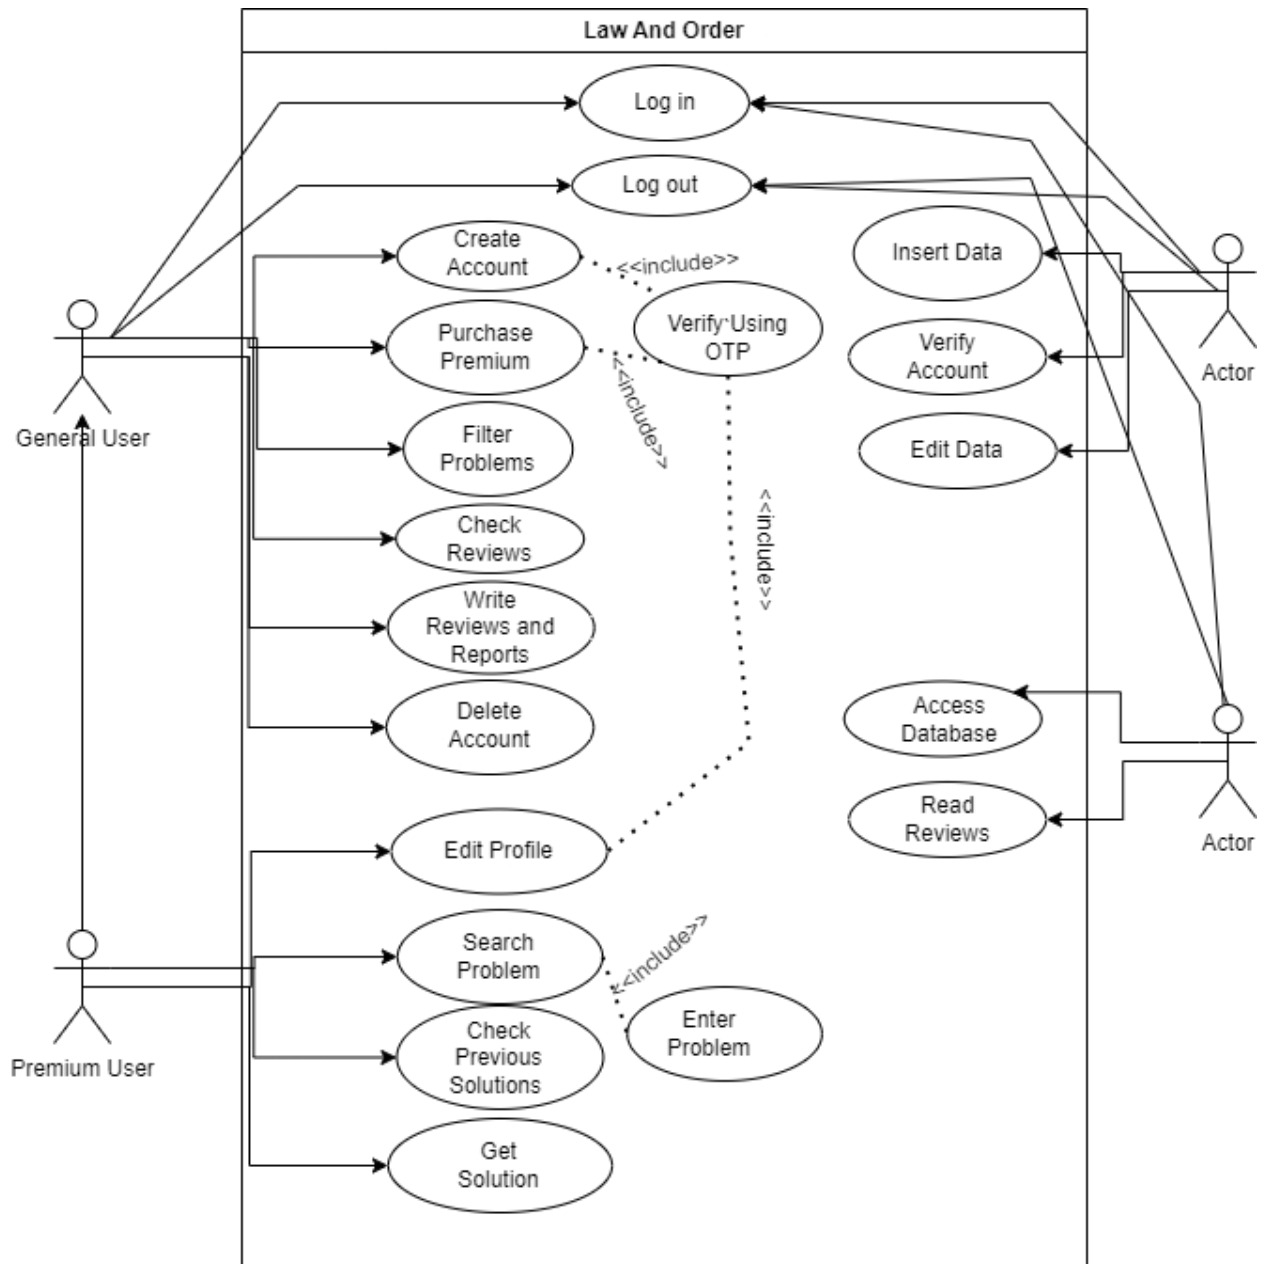 Law And Order
Log in
Log out
Create
Account
<<include>>
Insert Data
Purchase
Premium
Verify Using
OTP
Verify
Account
Actor
<<include>>
General User
Filter
Problems
Edit Data
<<include>>
Check
Reviews
Write
Reviews and
Reports
Delete
Account
Access
Database
Read
Reviews
Actor
Edit Profile
Search
Problem
<<include>>
Enter
Problem
Premium User
Check
Previous
Solutions
Get
Solution